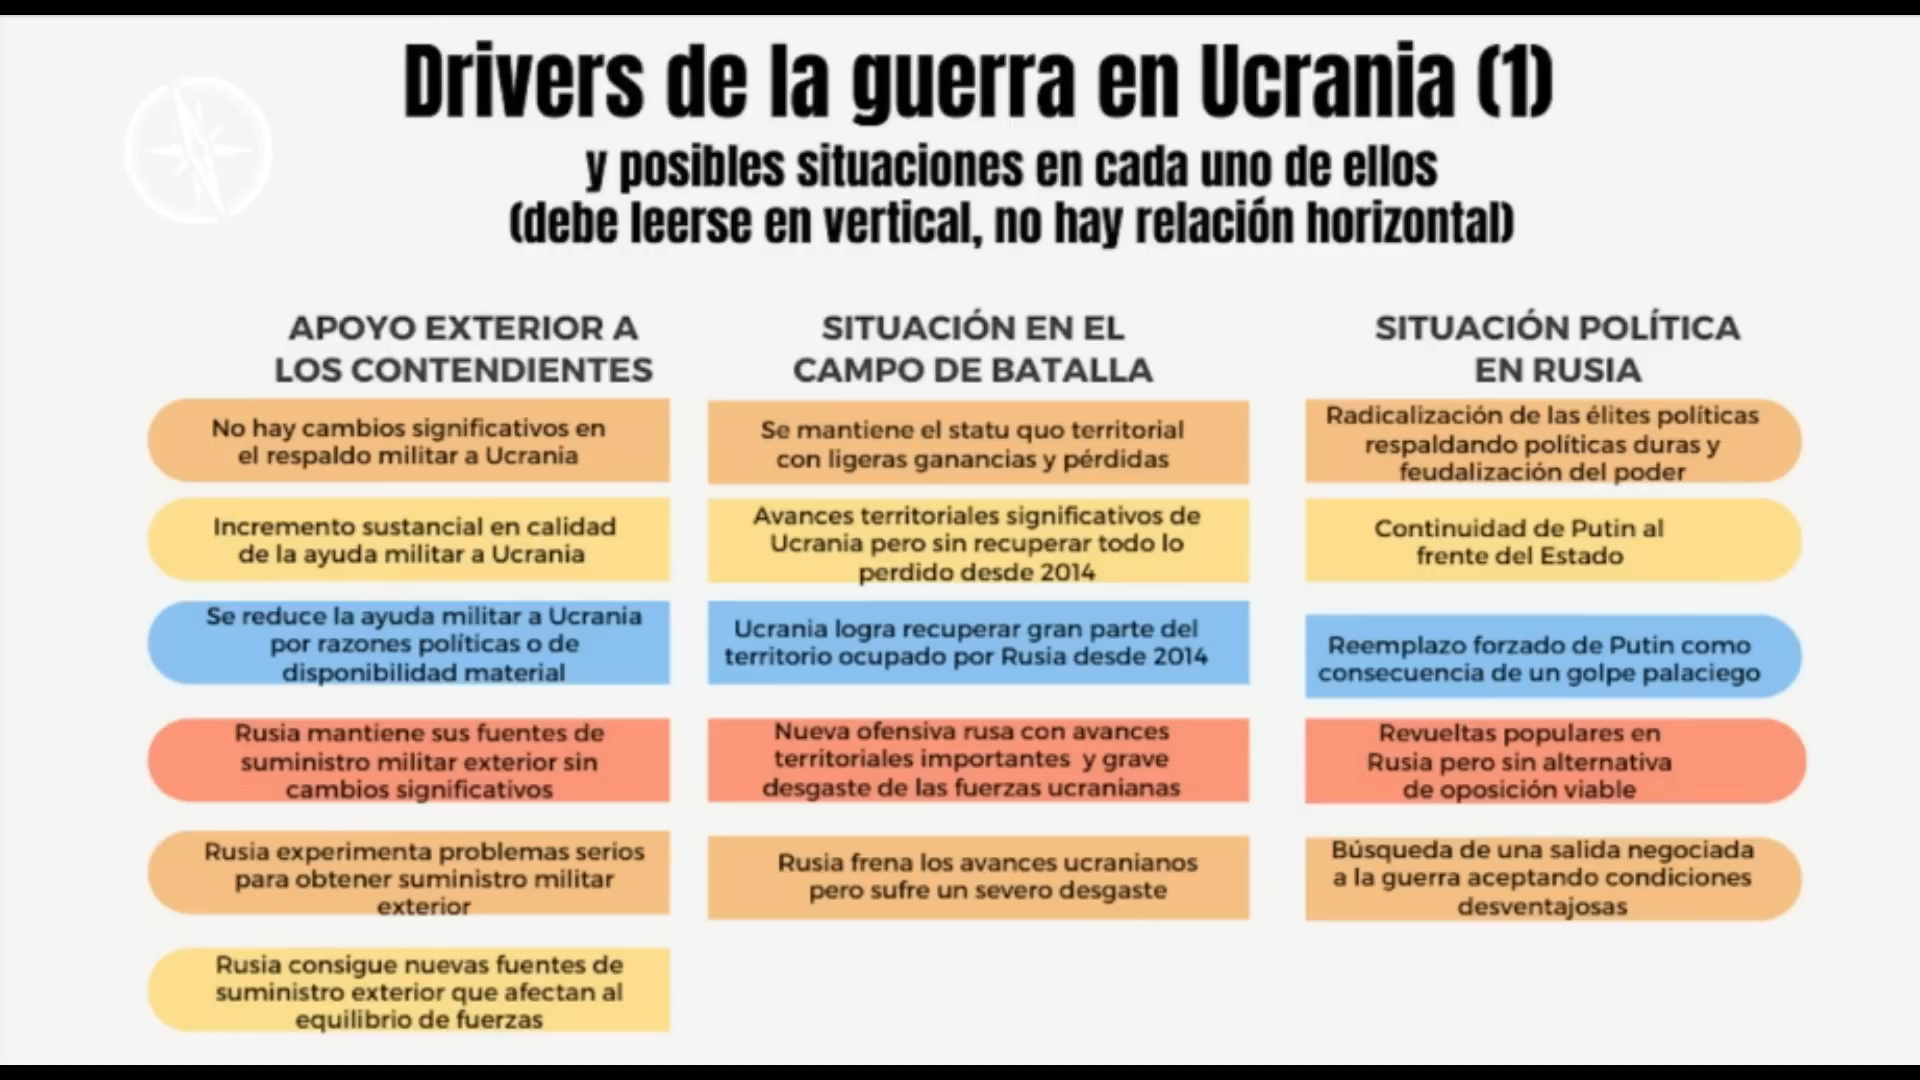 Drivers de la guerra en Ucrania (1)
y posibles situaciones en cada uno de ellos
(debe leerse en vertical, no hay relación horizontal)
APOYO EXTERIOR A
LOS CONTENDIENTES
No hay cambios significativos en
el respaldo militar a Ucrania
Incremento sustancial en calidad
de la ayuda militar a Ucrania
Se reduce la ayuda militar a Ucrania
por razones políticas o de
disponibilidad material
Rusia mantiene sus fuentes de
suministro militar exterior sin
cambios significativos
Rusia experimenta problemas serios
para obtener suministro militar
exterior
Rusia consigue nuevas fuentes de
suministro exterior que afectan al
equilibrio de fuerzas
SITUACIÓN EN EL
CAMPO DE BATALLA
Se mantiene el statu quo territorial
con ligeras ganancias y pérdidas
Avances territoriales significativos de
Ucrania pero sin recuperar todo lo
perdido desde 2014
Ucrania logra recuperar gran parte del
territorio ocupado por Rusia desde 2014
Nueva ofensiva rusa con avances
territoriales importantes y grave
desgaste de las fuerzas ucranianas
Rusia frena los avances ucranianos
pero sufre un severo desgaste
SITUACIÓN POLÍTICA
EN RUSIA
Radicalización de las élites políticas
respaldando políticas duras y
feudalización del poder
Continuidad de Putin al
frente del Estado
Reemplazo forzado de Putin como
consecuencia de un golpe palaciego
Revueltas populares en
Rusia pero sin alternativa
de oposición viable
Búsqueda de una salida negociada
a la guerra aceptando condiciones
desventajosas